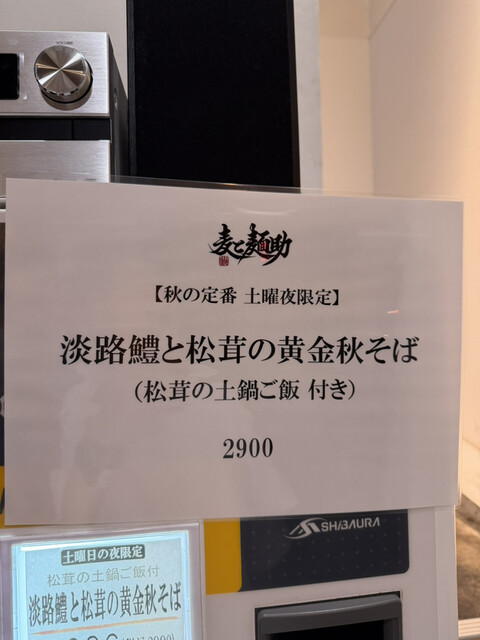 VOLUME
麦と麺助
【秋の定番 土曜夜限定】
淡路鱧と松茸の黄金秋そば
(松茸の土鍋ご飯 付き)
2900
SHIBAURA
土曜日の夜限定
松茸の土鍋ご飯付
淡路鱧と松茸の黄金秋そば